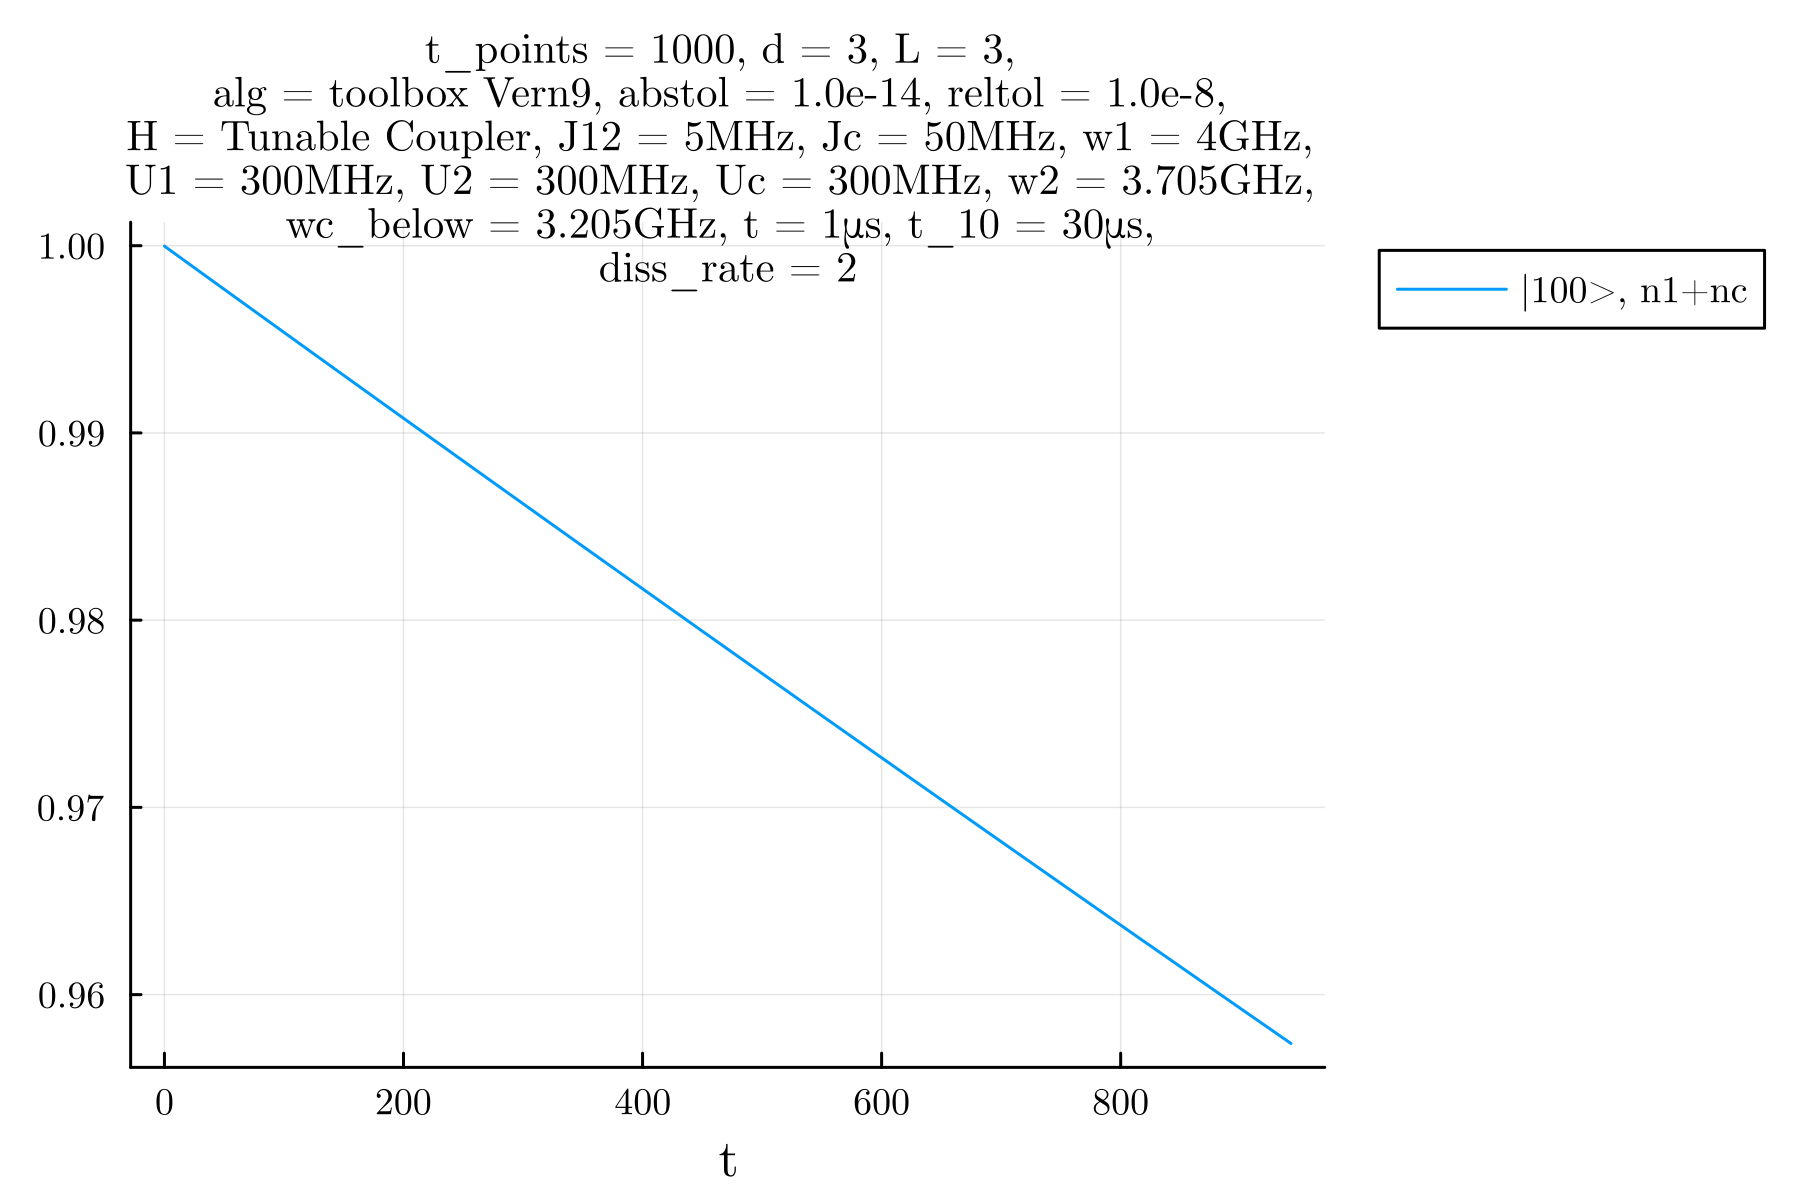 t_points = 1000, d = 3, L = 3,
alg = toolbox Vern9, abstol = 1.0e-14, reltol = 1.0e-8,
H = Tunable Coupler, J12 = 5MHz, Jc = 50MHz, w1 = 4GHz,
U1 = 300MHz, U2 = 300MHz, Uc = 300MHz, w2 = 3.705GHz,
wc_below = 3.205GHz, t = 1µs, t_10 = 30µs,
diss_rate = 2
1.00
0.99
0.98
0.97
0.96
0 200 400 600 800
t
|100>, n1+nc